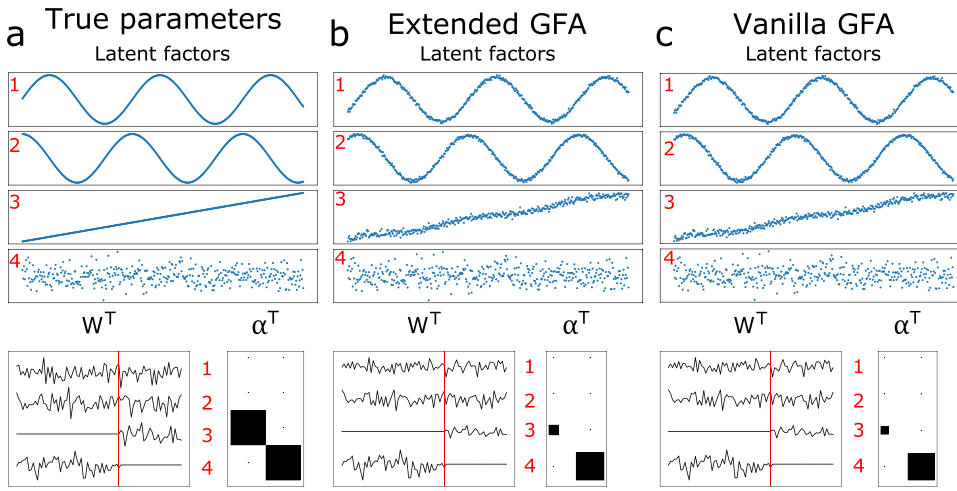 a True parameters
Latent factors
1
2
3
4
Wᵀ αᵀ
1
2
3
4
b Extended GFA
Latent factors
1
2
3
4
Wᵀ αᵀ
1
2
3
4
c Vanilla GFA
Latent factors
1
2
3
4
Wᵀ αᵀ
1
2
3
4